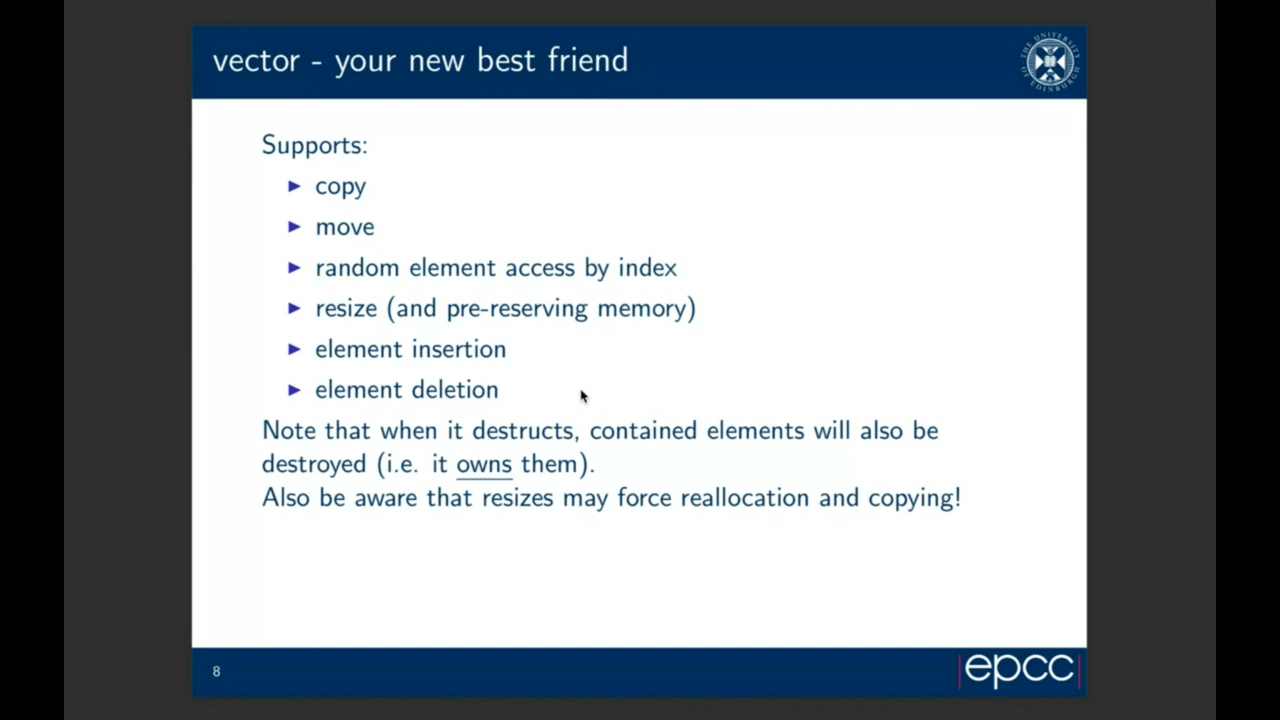 vector - your new best friend
THE UNIVERSITY OF EDINBURGH
Supports:
▶ copy
▶ move
▶ random element access by index
▶ resize (and pre-reserving memory)
▶ element insertion
▶ element deletion
Note that when it destructs, contained elements will also be
destroyed (i.e. it owns them).
Also be aware that resizes may force reallocation and copying!
8
epcc